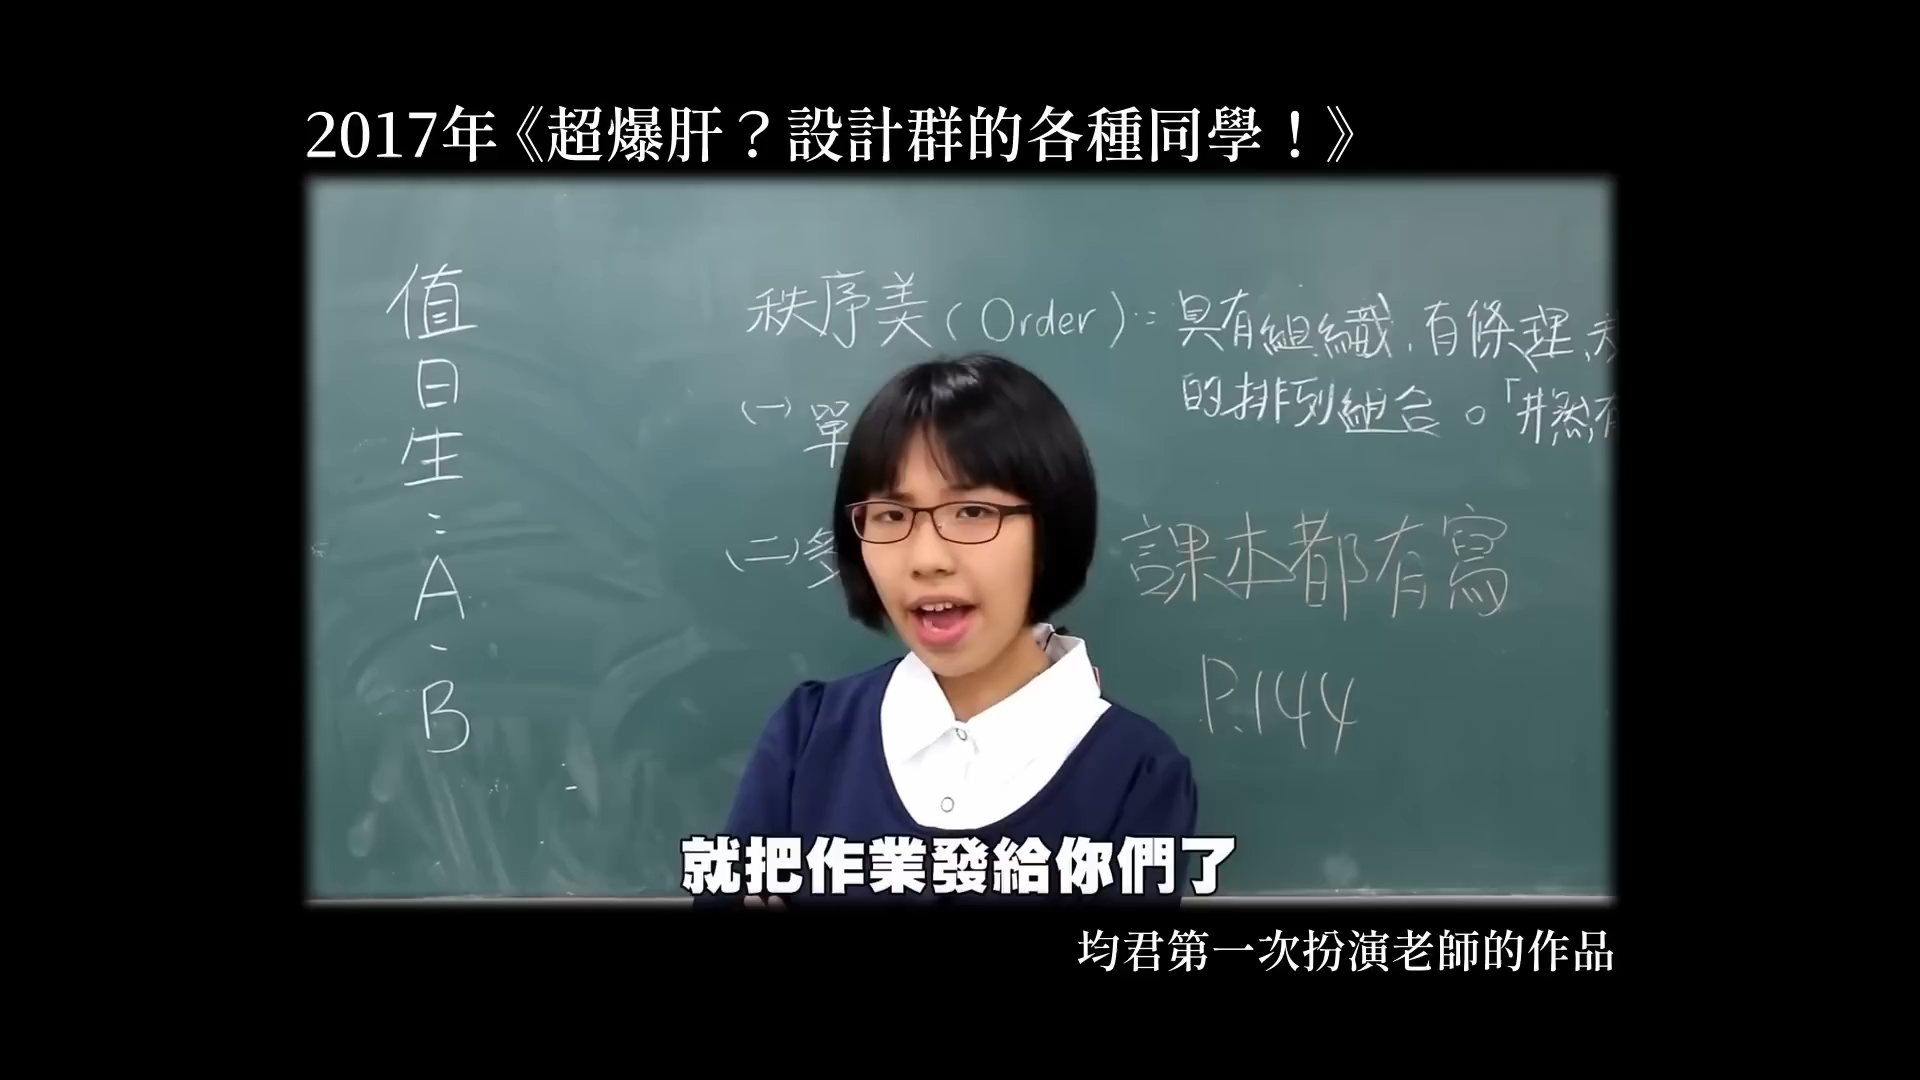 2017年《超爆肝？設計群的各種同學！》
值日生：A、B
秩序美（Order）：具有組織、有條理、
的排列組合。「井然有
（一）單
（二）多
課本都有寫
P.144
就把作業發給你們了
均君第一次扮演老師的作品